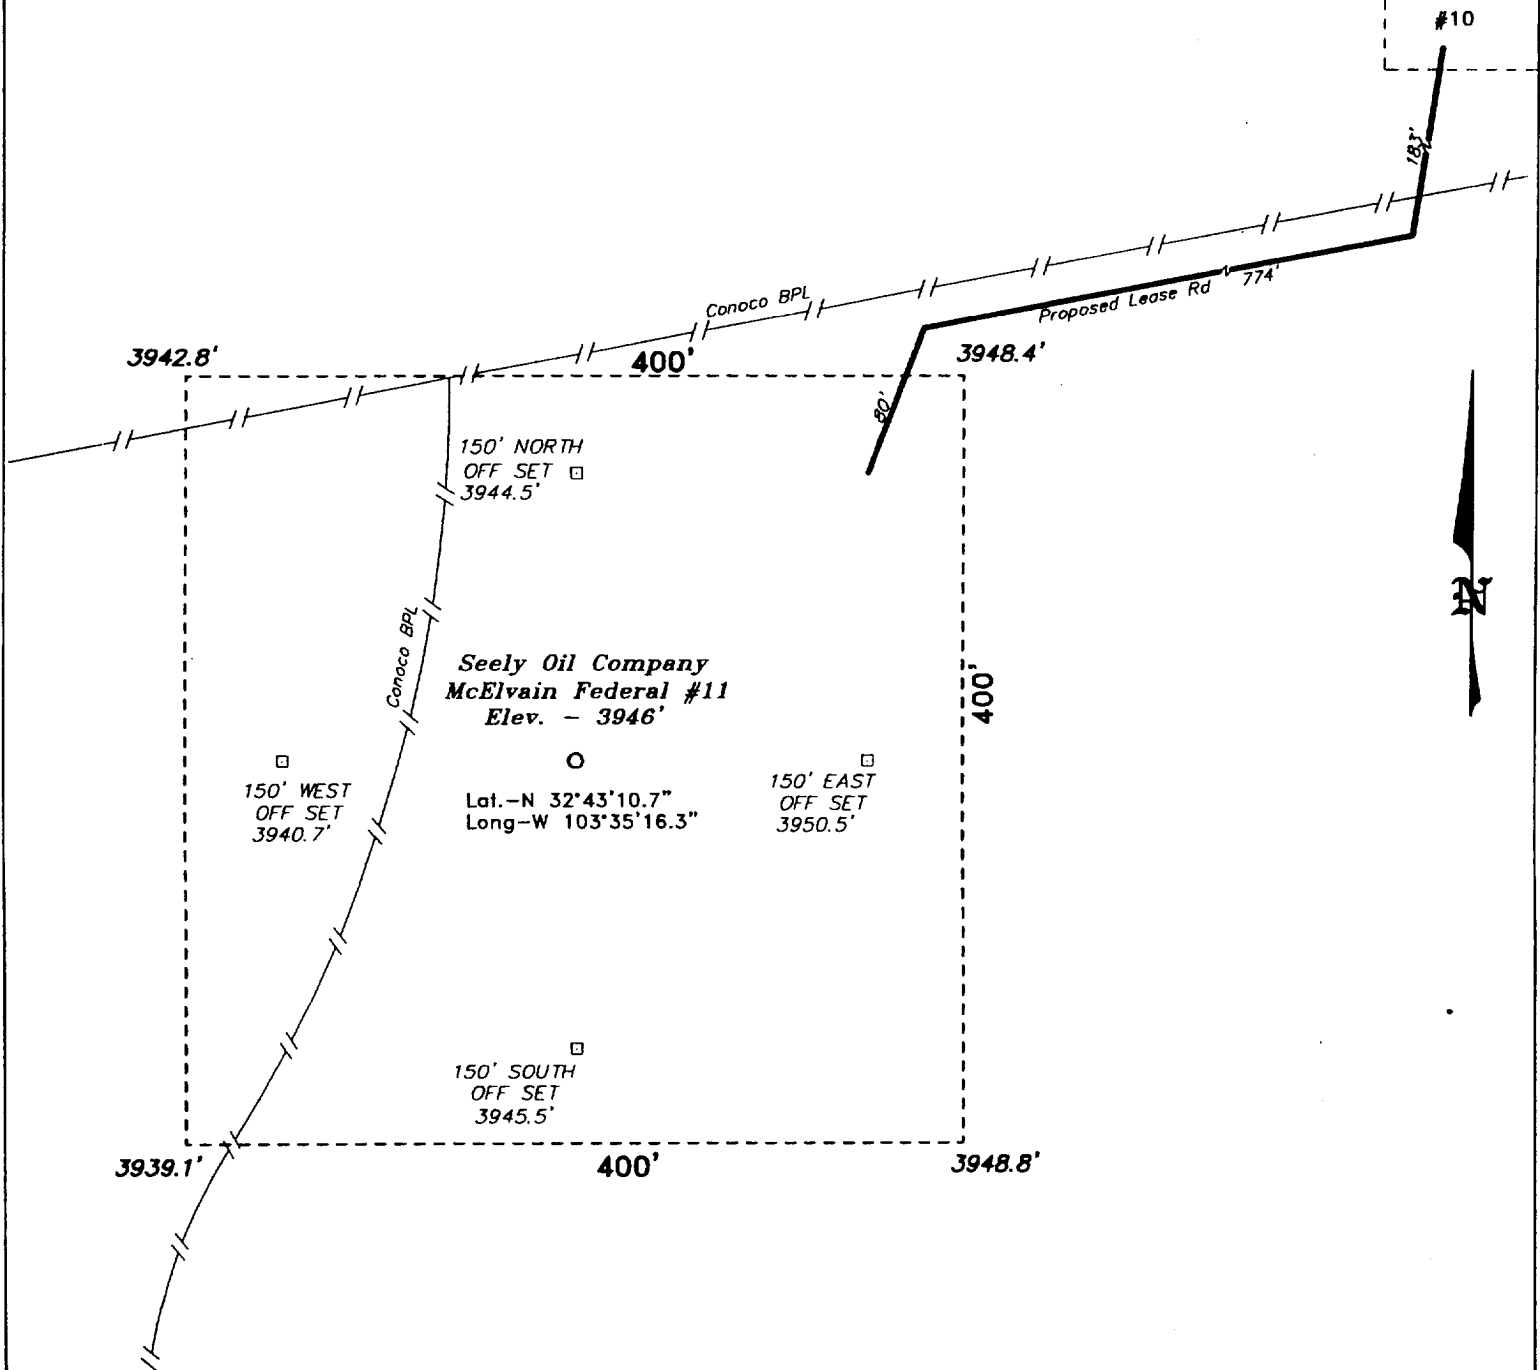 #10
183'
Conoco BPL
Proposed Lease Rd 774'
3942.8'
400'
3948.4'
80'
150' NORTH
OFF SET
3944.5'
N
Conoco BPL
Seely Oil Company
McElvain Federal #11
Elev. - 3946'
400'
150' WEST
OFF SET
3940.7'
Lat.-N 32°43'10.7"
Long-W 103°35'16.3"
150' EAST
OFF SET
3950.5'
150' SOUTH
OFF SET
3945.5'
3939.1'
400'
3948.8'